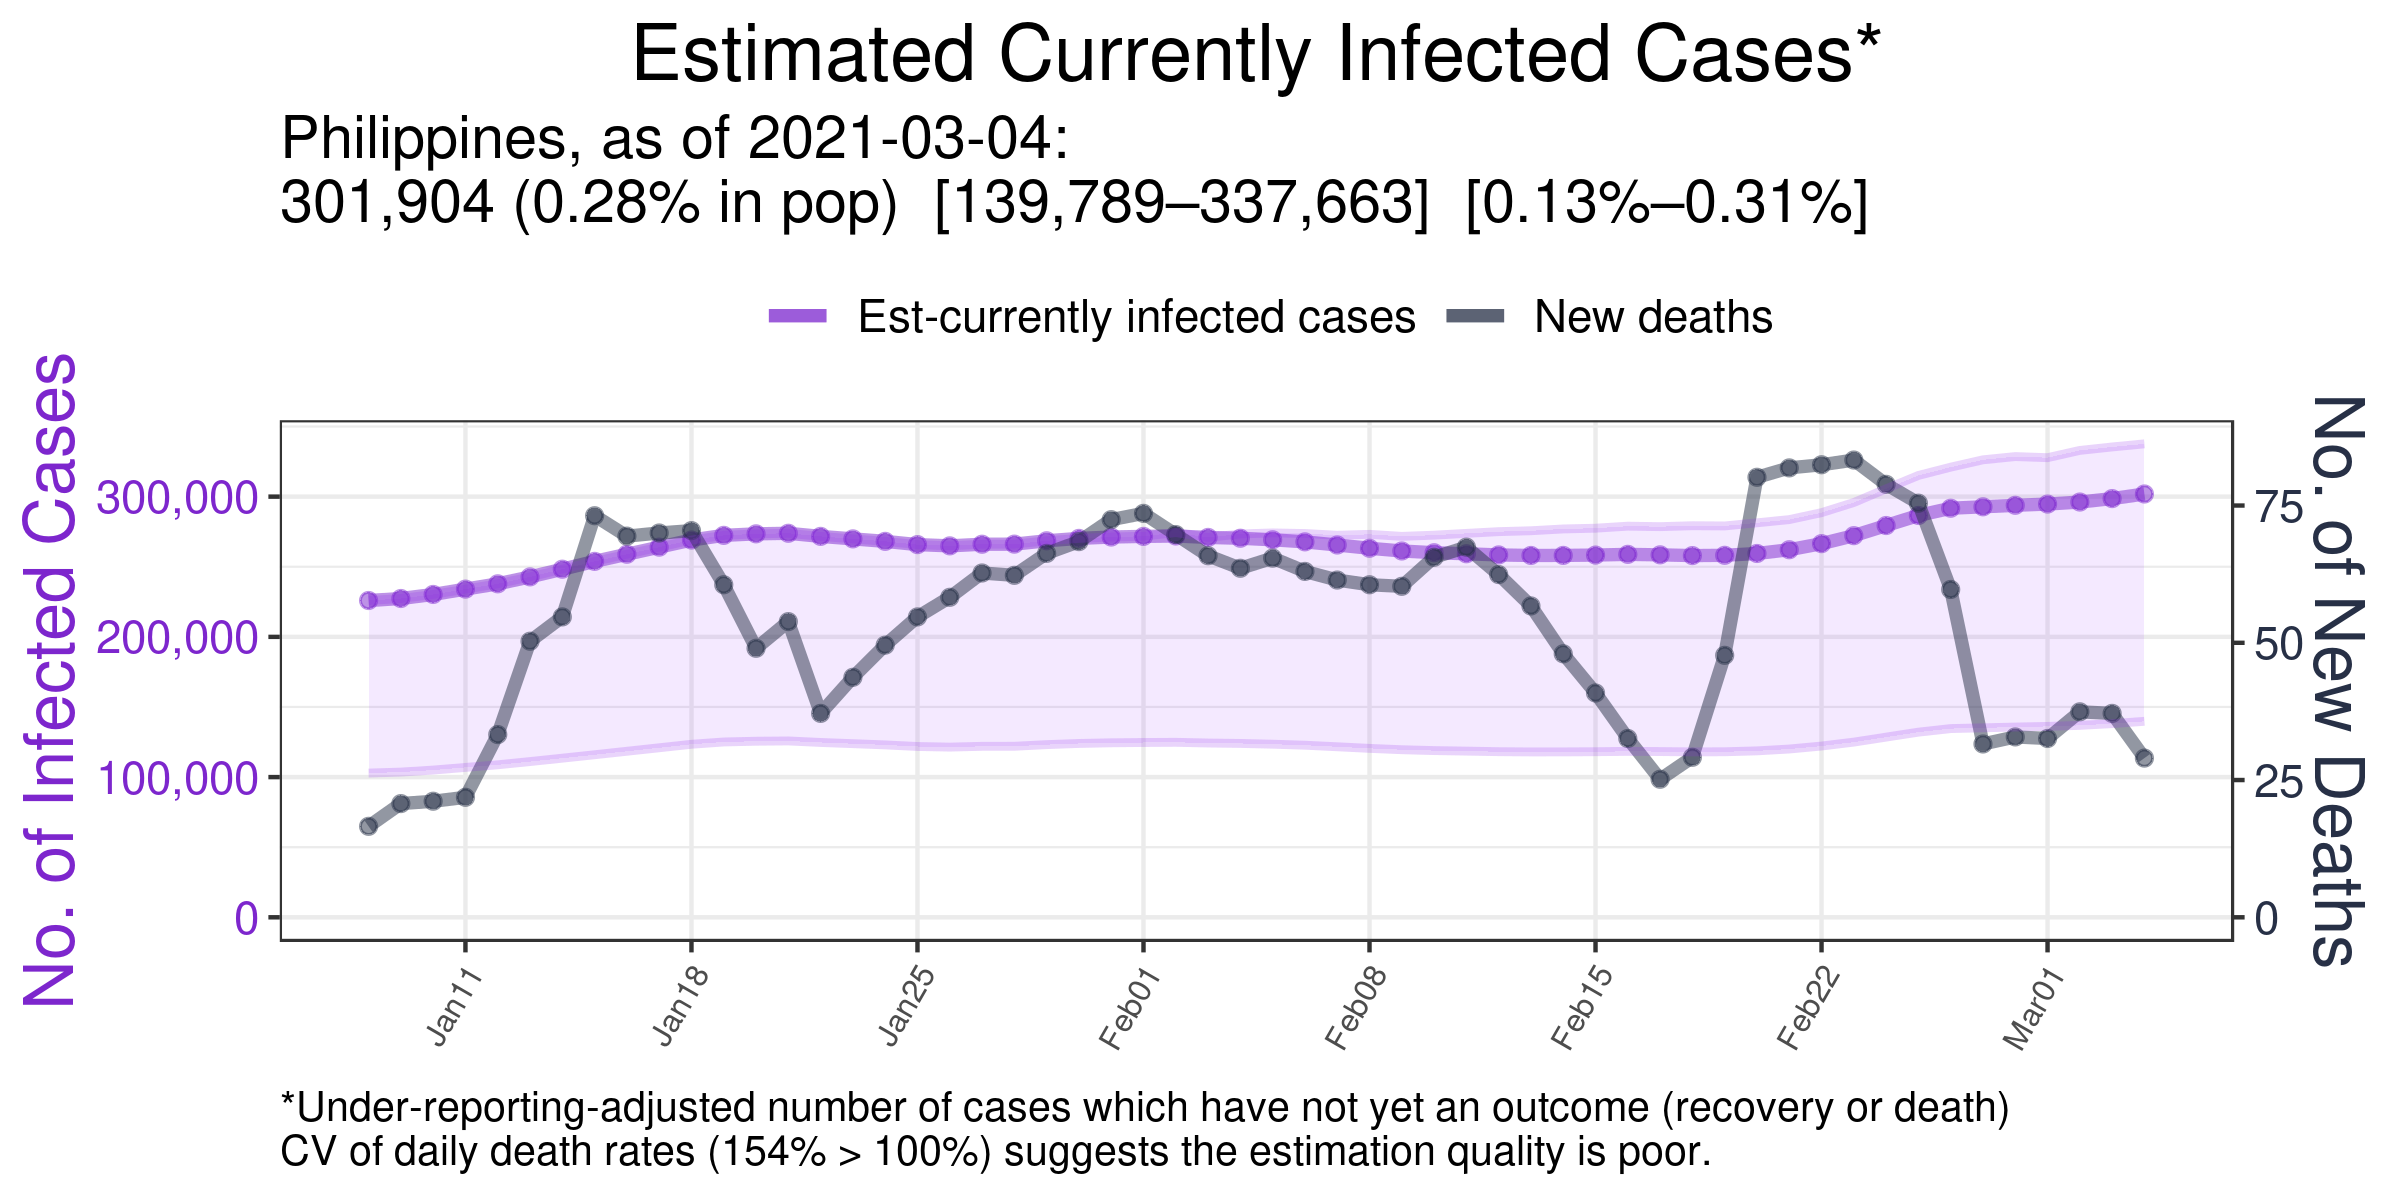 Estimated Currently Infected Cases*
Philippines, as of 2021-03-04:
301,904 (0.28% in pop)  [139,789–337,663]  [0.13%–0.31%]
Est-currently infected cases
New deaths
No. of Infected Cases
300,000
200,000
100,000
0
75
50
25
0
No. of New Deaths
Jan11
Jan18
Jan25
Feb01
Feb08
Feb15
Feb22
Mar01
*Under-reporting-adjusted number of cases which have not yet an outcome (recovery or death)
CV of daily death rates (154% > 100%) suggests the estimation quality is poor.